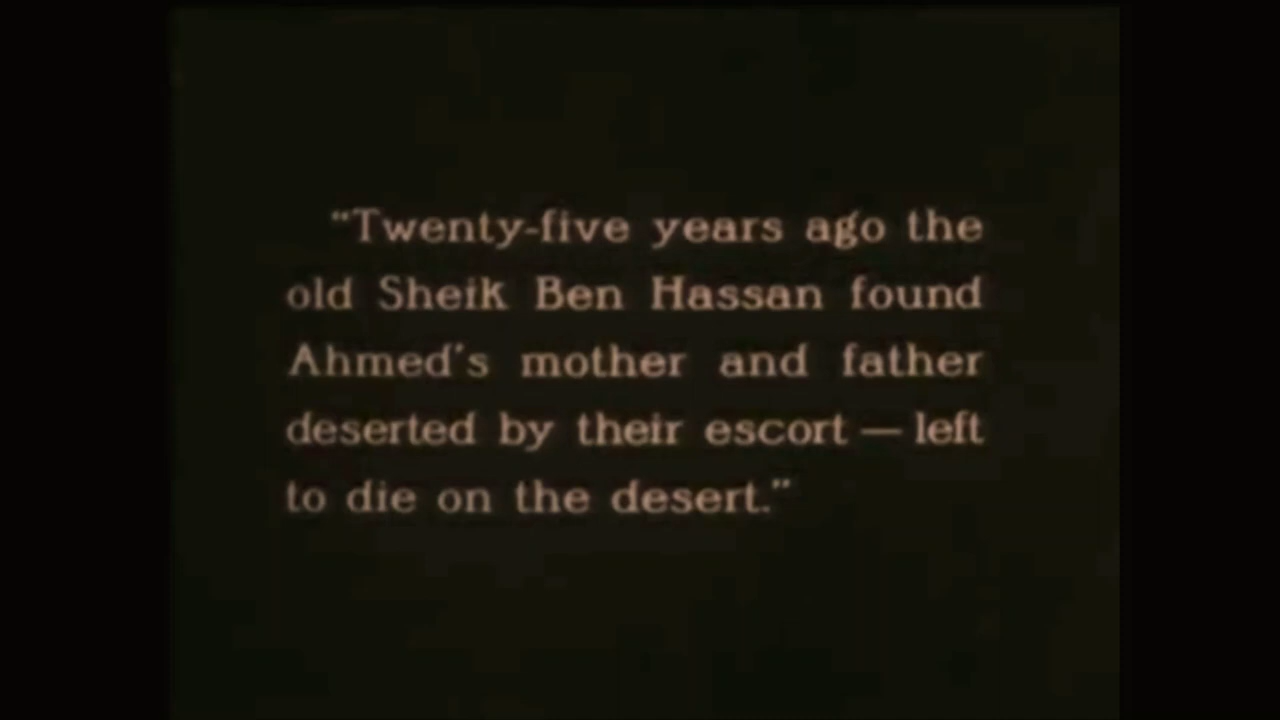 “Twenty-five years ago the
old Sheik Ben Hassan found
Ahmed's mother and father
deserted by their escort — left
to die on the desert.”